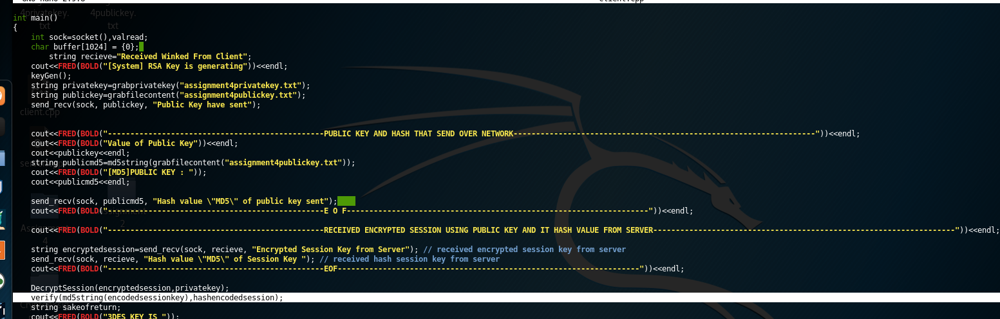 int main()
{
int sock=socket(),valread;
char buffer[1024] = {0};
string recieve="Received Winked From Client";
cout<<FRED(BOLD("[System] RSA Key is generating"))<<endl;
keyGen();
string privatekey=grabprivatekey("assignment4privatekey.txt");
string publickey=grabfilecontent("assignment4publickey.txt");
send_recv(sock, publickey, "Public Key have sent");
cout<<FRED(BOLD("------------------------------------------------PUBLIC KEY AND HASH THAT SEND OVER NETWORK-------------------------------------------------------------------"))<<endl;
cout<<FRED(BOLD("Value of Public Key"))<<endl;
cout<<publickey<<endl;
string publicmd5=md5string(grabfilecontent("assignment4publickey.txt"));
cout<<FRED(BOLD("[MD5]PUBLIC KEY : "));
cout<<publicmd5<<endl;
send_recv(sock, publicmd5, "Hash value \"MD5\" of public key sent");
cout<<FRED(BOLD("------------------------------------------------E O F-------------------------------------------------------------------"))<<endl;
cout<<FRED(BOLD("------------------------------------------------RECEIVED ENCRYPTED SESSION USING PUBLIC KEY AND IT HASH VALUE FROM SERVER-------------------------------------------------------------------"))<<endl;
string encryptedsession=send_recv(sock, recieve, "Encrypted Session Key from Server"); // received encrypted session key from server
send_recv(sock, recieve, "Hash value \"MD5\" of Session Key "); // received hash session key from server
cout<<FRED(BOLD("------------------------------------------------EOF-------------------------------------------------------------------"))<<endl;
DecryptSession(encryptedsession,privatekey);
verify(md5string(encodedsessionkey),hashencodedsession);
string sakeofreturn;
cout<<FRED(BOLD("3DES KEY IS "));
4privatekey.
txt
4publickey.
txt
client.cpp